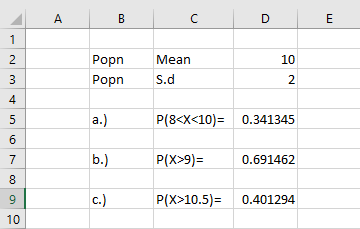 A B C D E
1
2 Popn Mean 10
3 Popn S.d 2
4
5 a.) P(8<X<10)= 0.341345
6
7 b.) P(X>9)= 0.691462
8
9 c.) P(X>10.5)= 0.401294
10